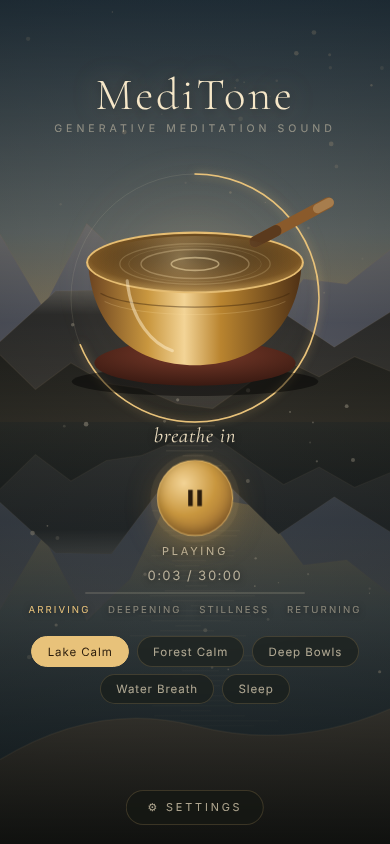 MediTone
GENERATIVE MEDITATION SOUND
breathe in
PLAYING
0:03 / 30:00
ARRIVING DEEPENING STILLNESS RETURNING
Lake Calm Forest Calm Deep Bowls
Water Breath Sleep
⚙ SETTINGS